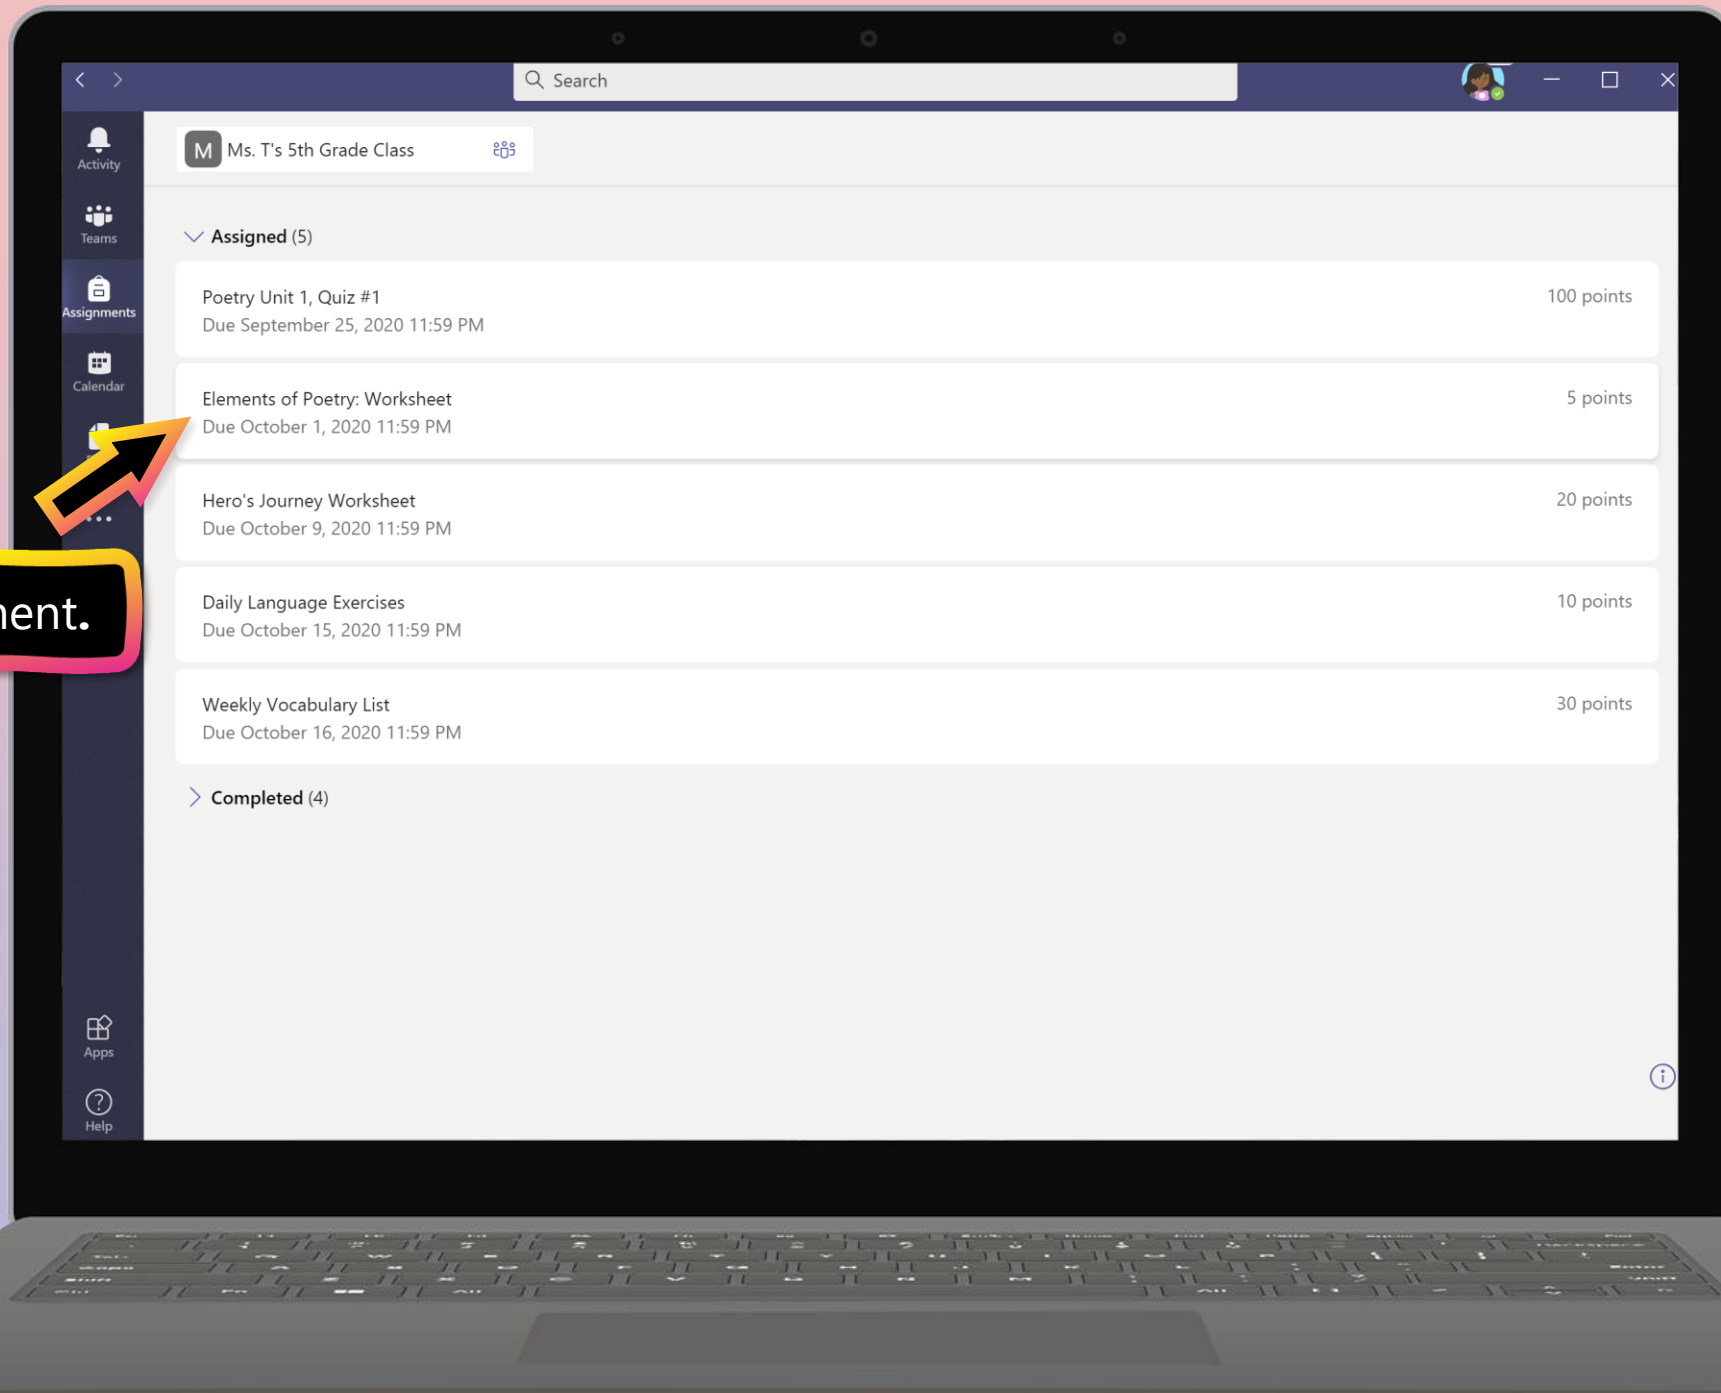 Search
Activity
M Ms. T's 5th Grade Class
Teams
Assigned (5)
Assignments
Poetry Unit 1, Quiz #1
100 points
Due September 25, 2020 11:59 PM
Calendar
Elements of Poetry: Worksheet
5 points
Due October 1, 2020 11:59 PM
Hero's Journey Worksheet
20 points
Due October 9, 2020 11:59 PM
ment.
Daily Language Exercises
10 points
Due October 15, 2020 11:59 PM
Weekly Vocabulary List
30 points
Due October 16, 2020 11:59 PM
Completed (4)
Apps
Help